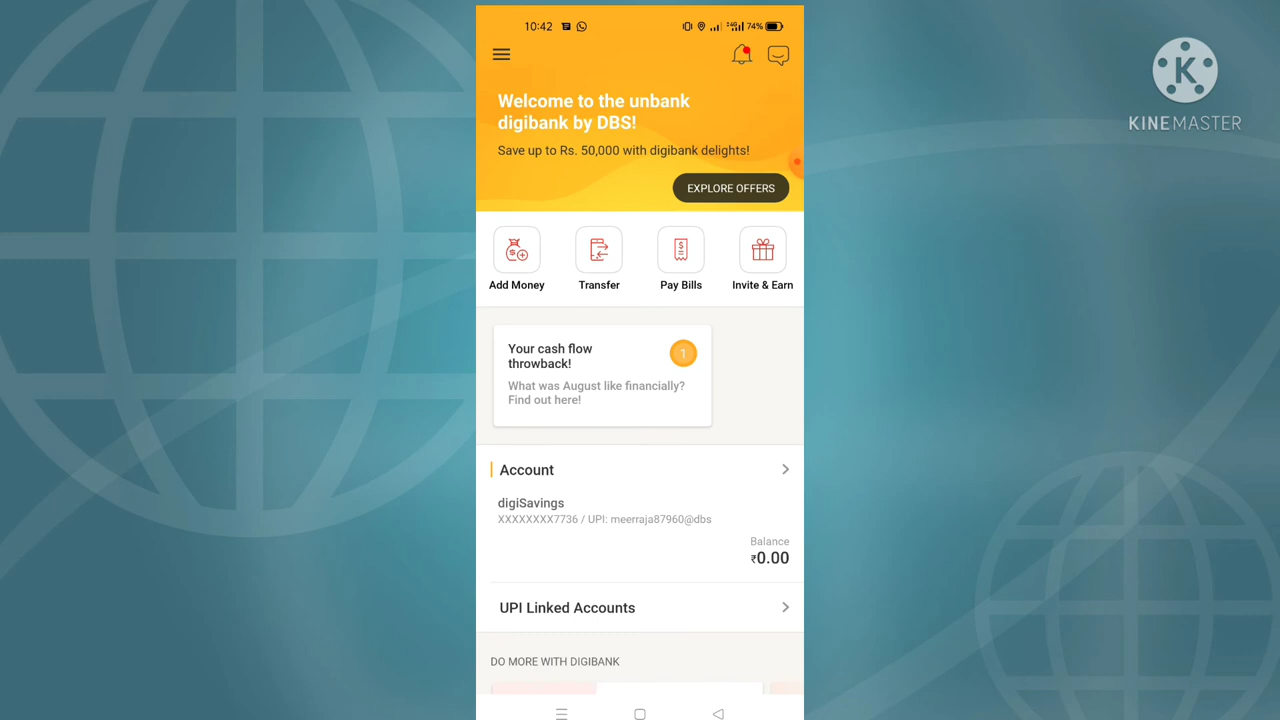 10:42
74%
K
KINEMASTER
Welcome to the unbank
digibank by DBS!
Save up to Rs. 50,000 with digibank delights!
EXPLORE OFFERS
Add Money
Transfer
Pay Bills
Invite & Earn
Your cash flow
throwback!
1
What was August like financially?
Find out here!
Account
digiSavings
XXXXXXXX7736 / UPI: meerraja87960@dbs
Balance
₹0.00
UPI Linked Accounts
DO MORE WITH DIGIBANK